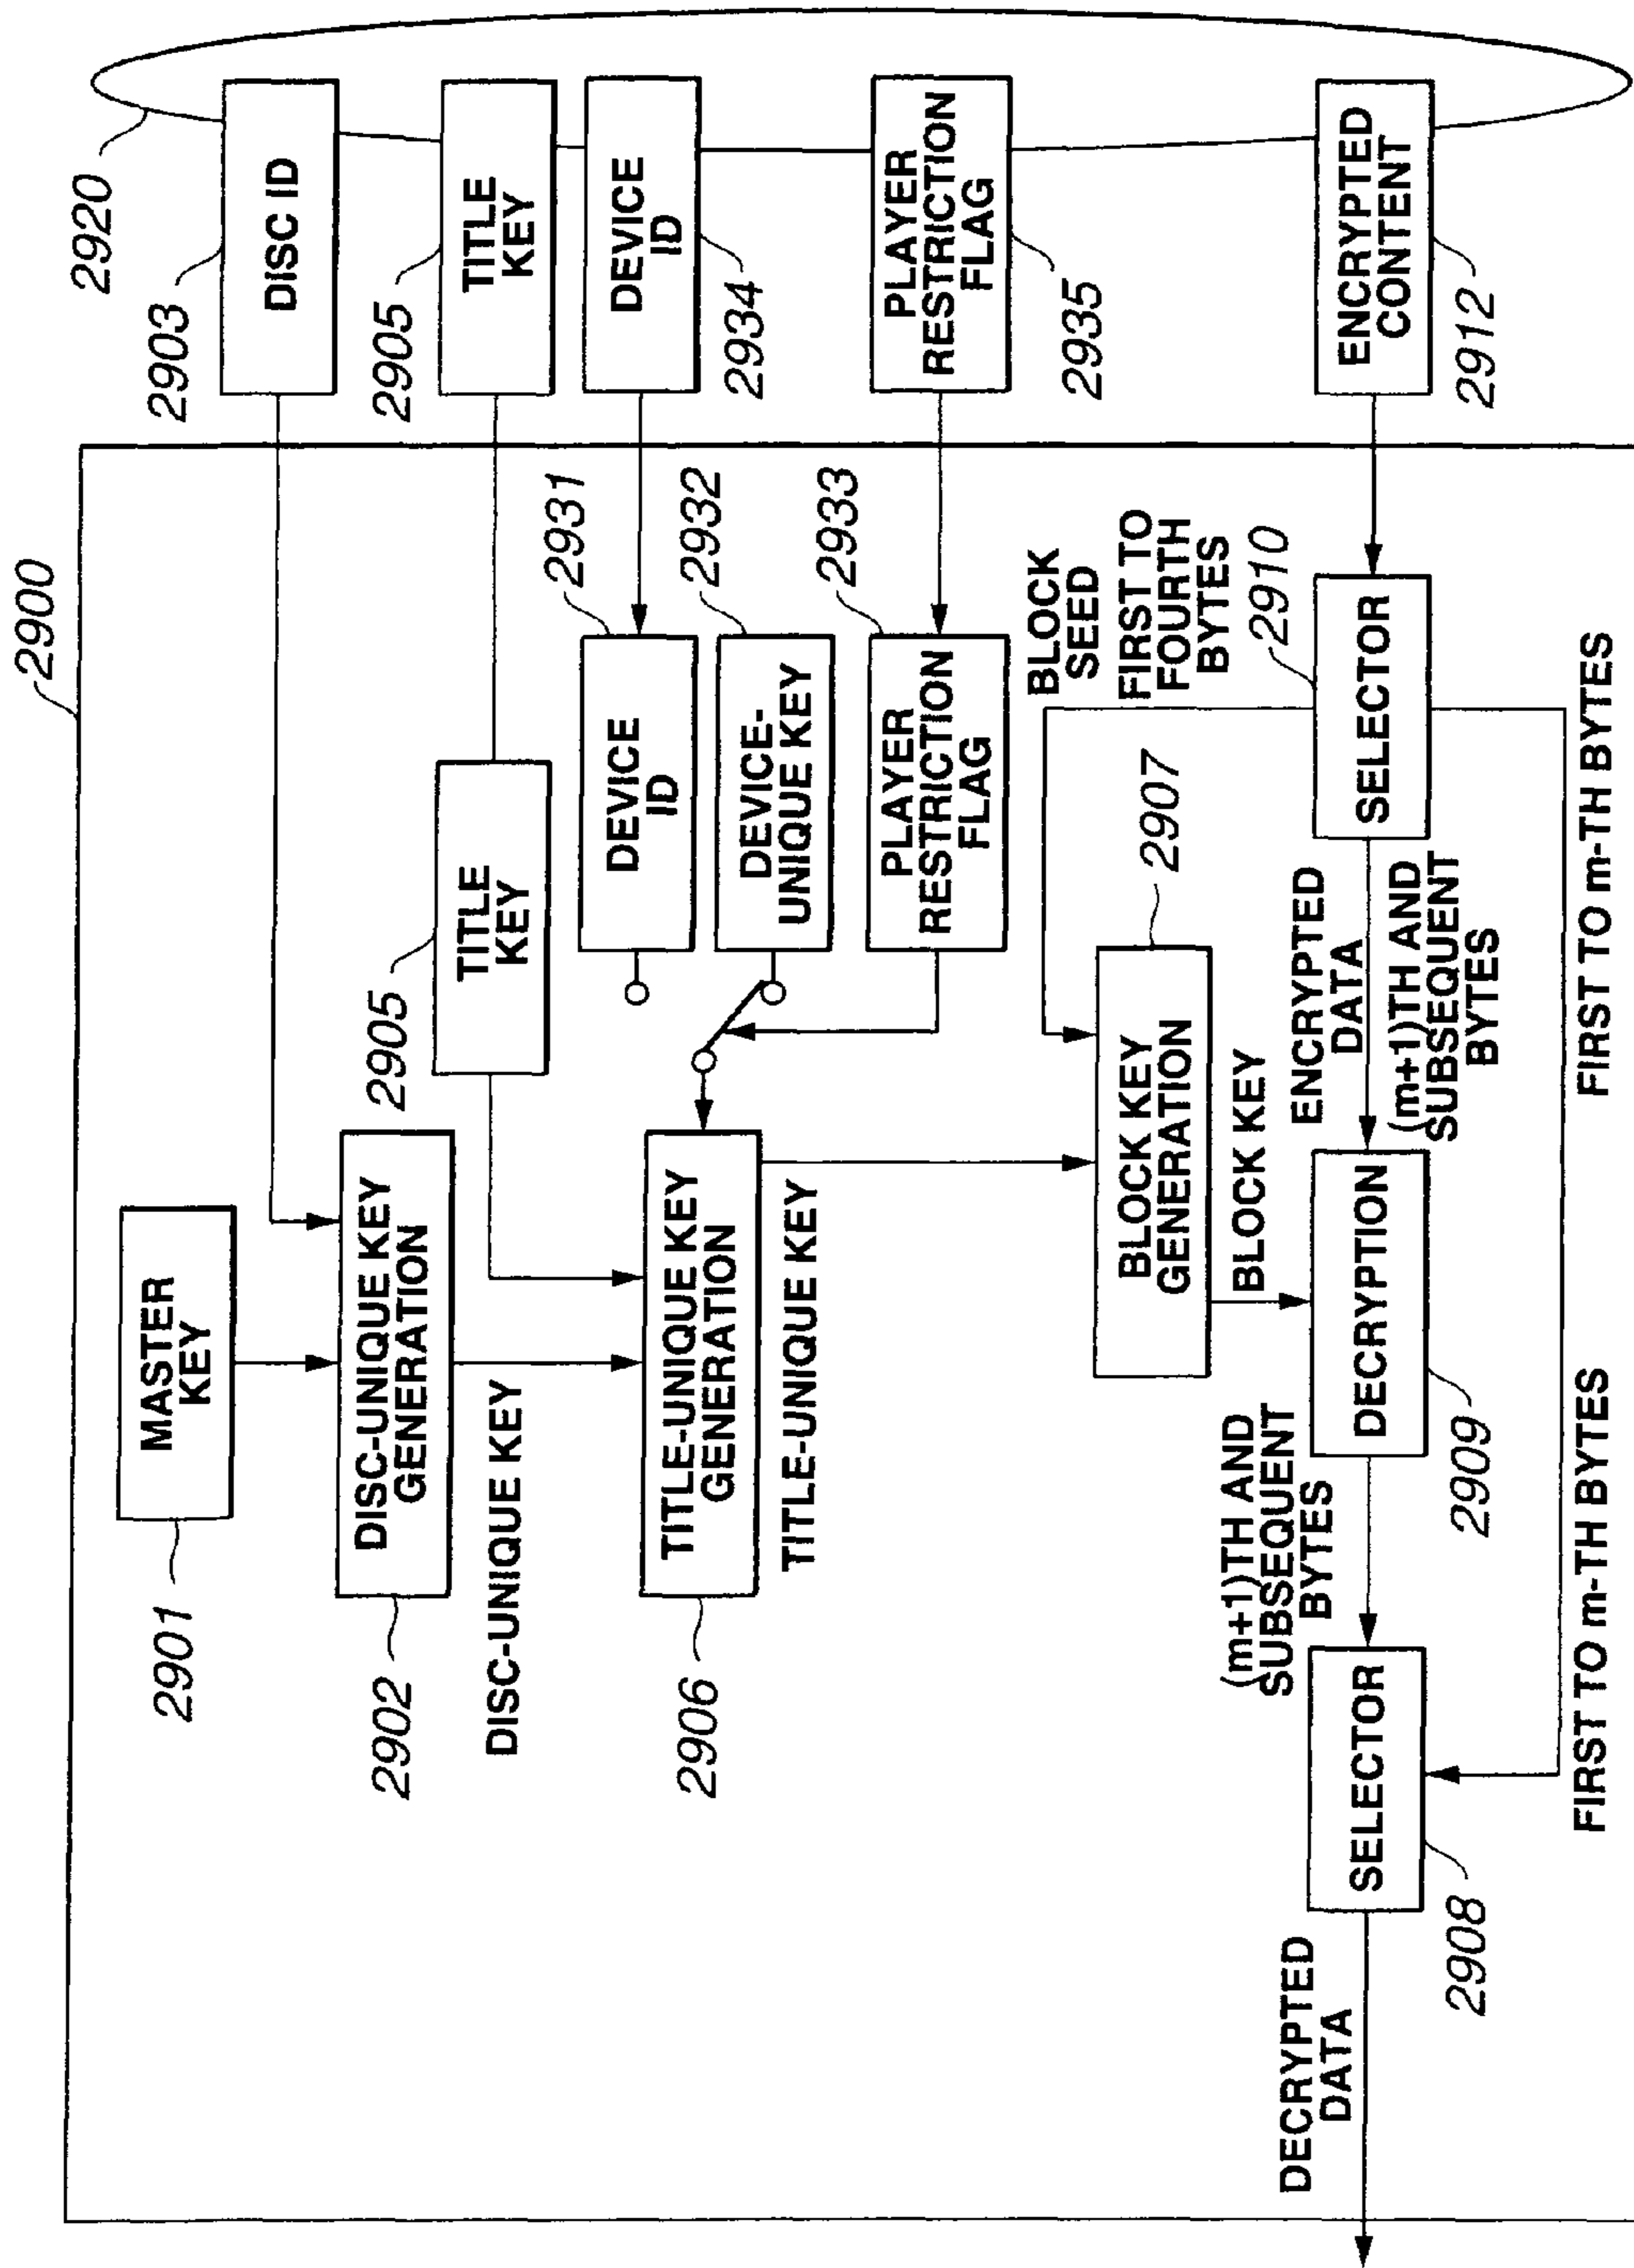 2900
2920
2901
MASTER
KEY
2903
DISC ID
2902
DISC-UNIQUE KEY
GENERATION
DISC-UNIQUE KEY
2905
TITLE
KEY
2905
TITLE
KEY
2906
TITLE-UNIQUE KEY
GENERATION
TITLE-UNIQUE KEY
2931
DEVICE
ID
DEVICE
ID
2934
2932
DEVICE-
UNIQUE KEY
2933
PLAYER
RESTRICTION
FLAG
PLAYER
RESTRICTION
FLAG
2935
BLOCK
SEED
FIRST TO
FOURTH
BYTES
2907
BLOCK KEY
GENERATION
BLOCK KEY
2910
SELECTOR
ENCRYPTED
CONTENT
2912
ENCRYPTED
DATA
(m+1)TH AND
SUBSEQUENT
BYTES
DECRYPTION
2909
(m+1)TH AND
SUBSEQUENT
BYTES
SELECTOR
2908
DECRYPTED
DATA
FIRST TO m-TH BYTES
FIRST TO m-TH BYTES